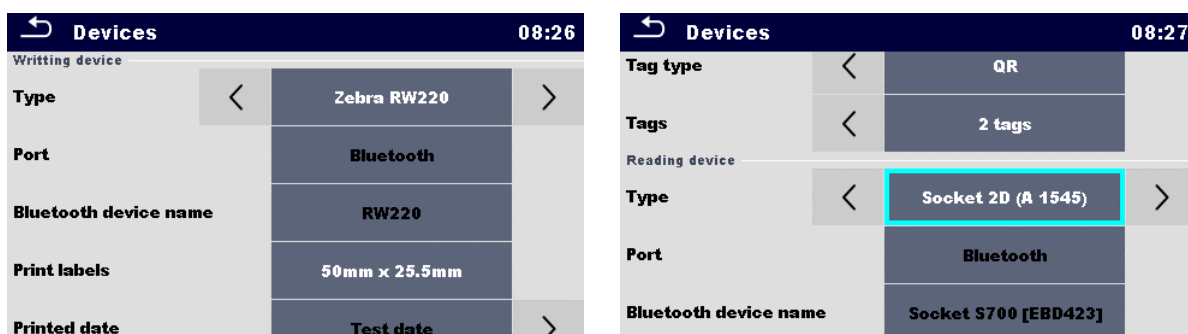 Devices 08:26
Writting device
Type Zebra RW220
Port Bluetooth
Bluetooth device name RW220
Print labels 50mm x 25.5mm
Printed date Test date
Devices 08:27
Tag type QR
Tags 2 tags
Reading device
Type Socket 2D (A 1545)
Port Bluetooth
Bluetooth device name Socket S700 [EBD423]